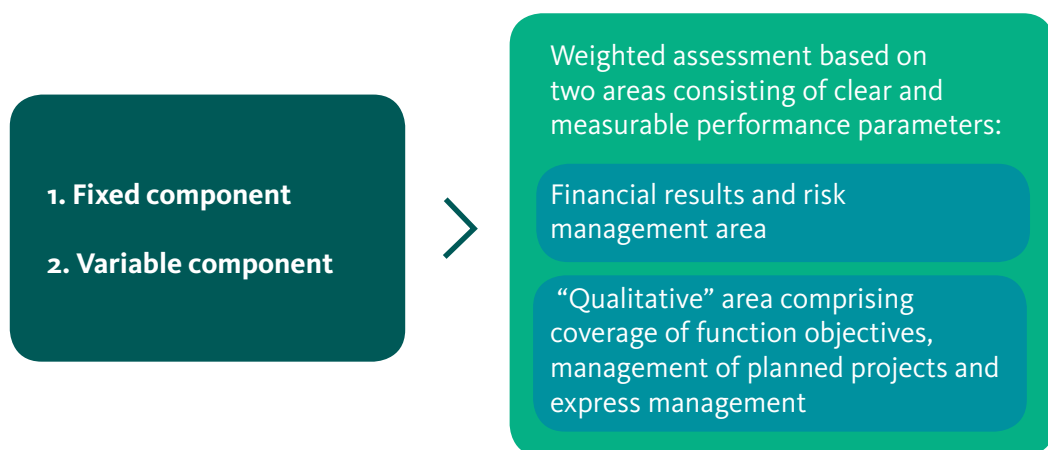 1. Fixed component
2. Variable component
Weighted assessment based on
two areas consisting of clear and
measurable performance parameters:
Financial results and risk
management area
“Qualitative” area comprising
coverage of function objectives,
management of planned projects and
express management